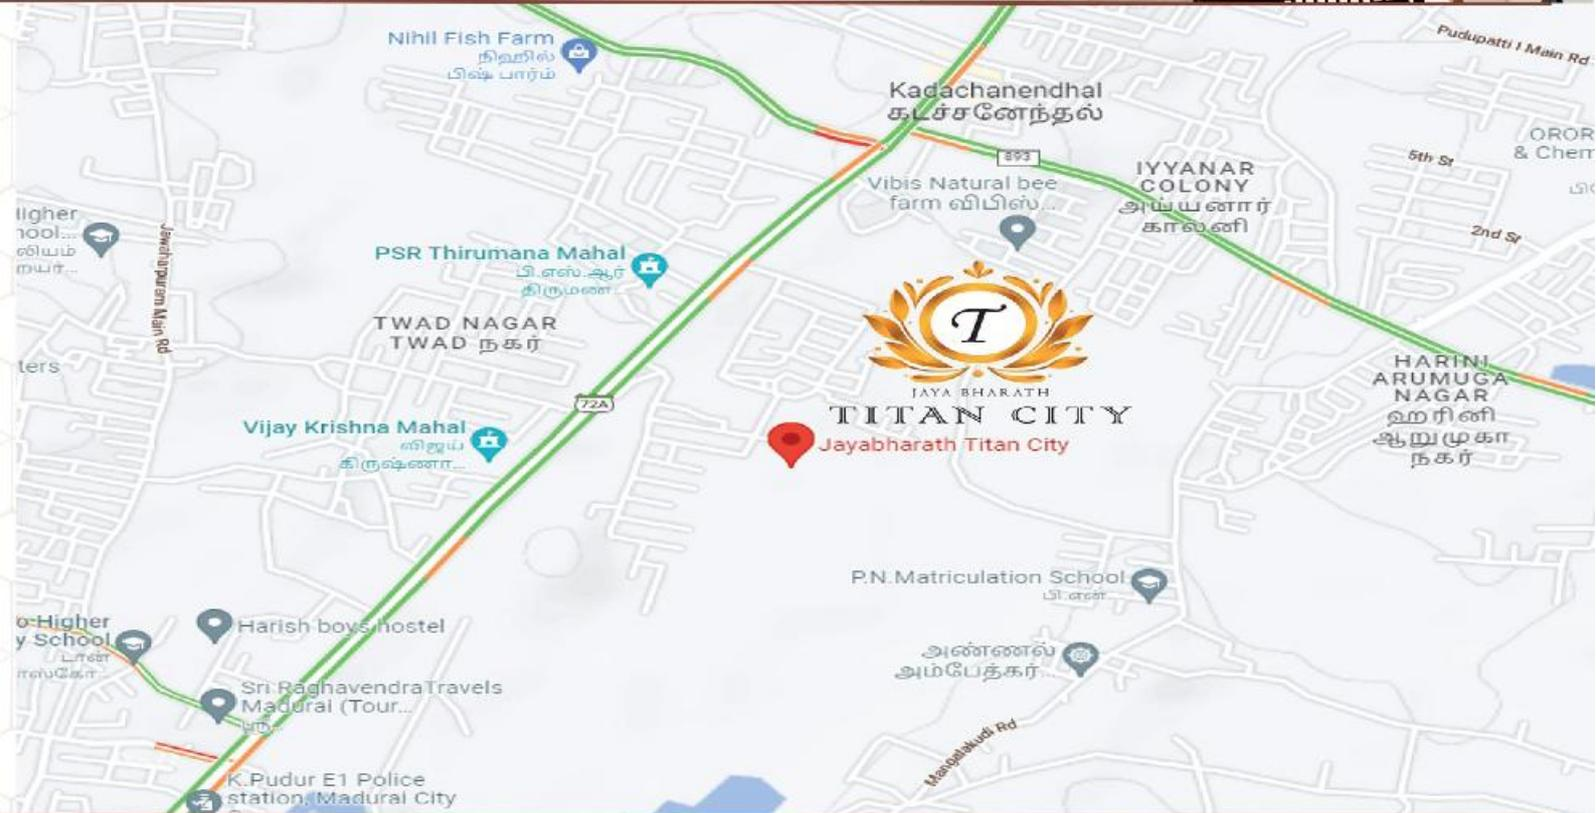 Pudupatti I Main Rd
Nihil Fish Farm
நிஹில்
பிஷ் பார்ம்
Kadachanendhal
கடச்சனேந்தல்
OROR
& Chem
893
5th St
IYYANAR
COLONY
அய்யனார்
காலனி
Vibis Natural bee
farm விபிஸ்...
2nd St
Jawaharpuram Main Rd
PSR Thirumana Mahal
பி.எஸ்.ஆர்
திருமண...
TWAD NAGAR
TWAD நகர்
T
JAYA BHARATH
TITAN CITY
Jayabharath Titan City
ters
72A
HARINI
ARUMUGA
NAGAR
ஹரினி
ஆறுமுகா
நகர்
Vijay Krishna Mahal
விஜய்
கிருஷ்ணா...
P.N.Matriculation School
பி.என்...
அண்ணல்
அம்பேத்கர்...
o Higher
y School
டான்
Harish boys hostel
Sri Raghavendra Travels
Madurai (Tour...
ஸ்ரீ...
Mangalakudi Rd
K.Pudur E1 Police
station, Madurai City